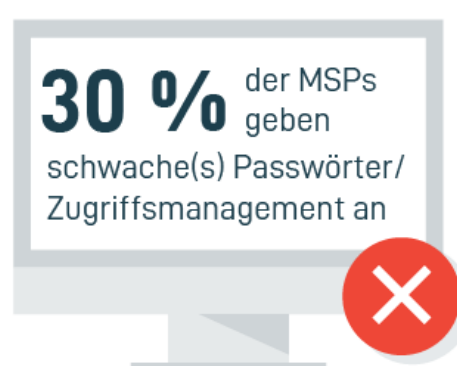 30 % der MSPs
geben
schwache(s) Passwörter/
Zugriffsmanagement an